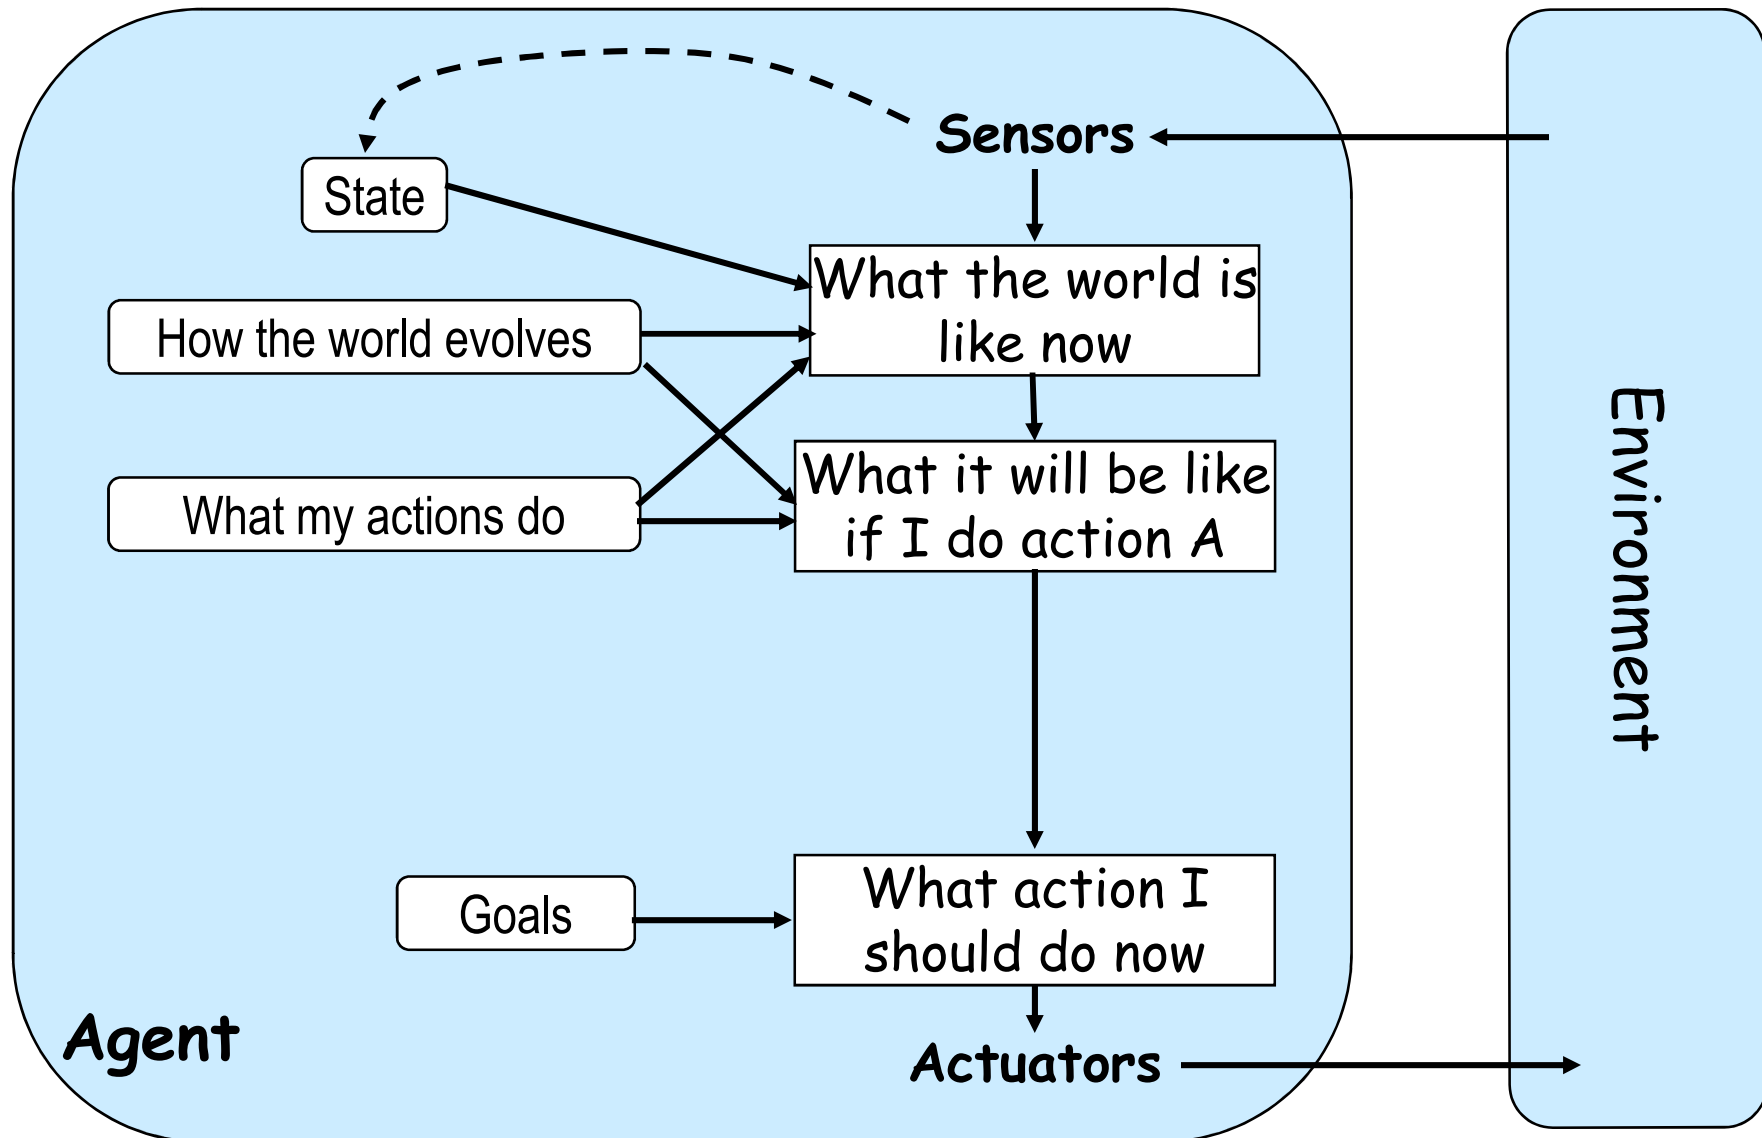 Sensors
State
What the world is
like now
How the world evolves
What it will be like
if I do action A
What my actions do
Environment
What action I
should do now
Goals
Agent
Actuators